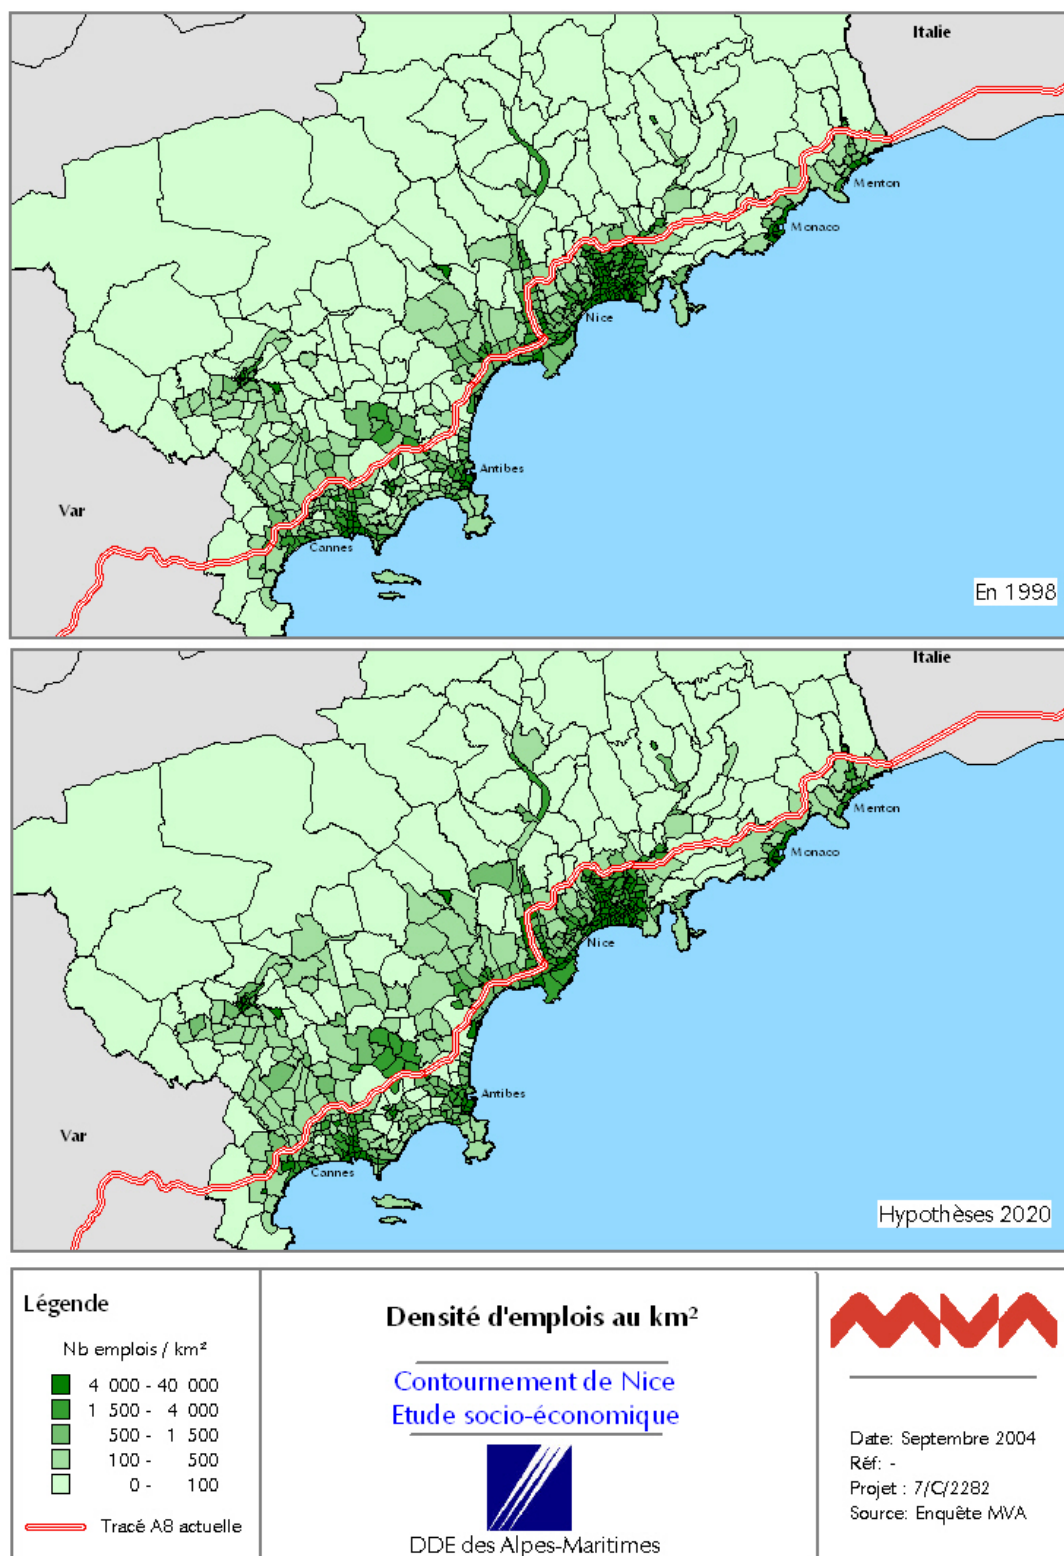 Italie
Menton
Monaco
Nice
Antibes
Var
Cannes
En 1998
Italie
Menton
Monaco
Nice
Antibes
Var
Cannes
Hypothèses 2020
Légende
Nb emplois / km²
4 000 - 40 000
1 500 - 4 000
500 - 1 500
100 - 500
0 - 100
Tracé A8 actuelle
Densité d'emplois au km²
Contournement de Nice
Etude socio-économique
DDE des Alpes-Maritimes
MVA
Date: Septembre 2004
Réf: -
Projet : 7/C/2282
Source: Enquête MVA